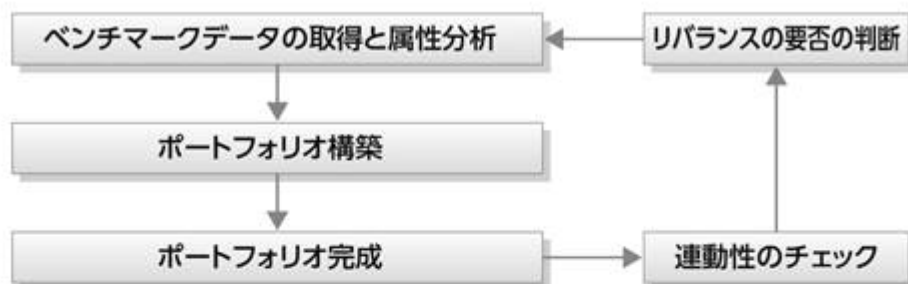 ベンチマークデータの取得と属性分析
リバランスの要否の判断
ポートフォリオ構築
ポートフォリオ完成
連動性のチェック